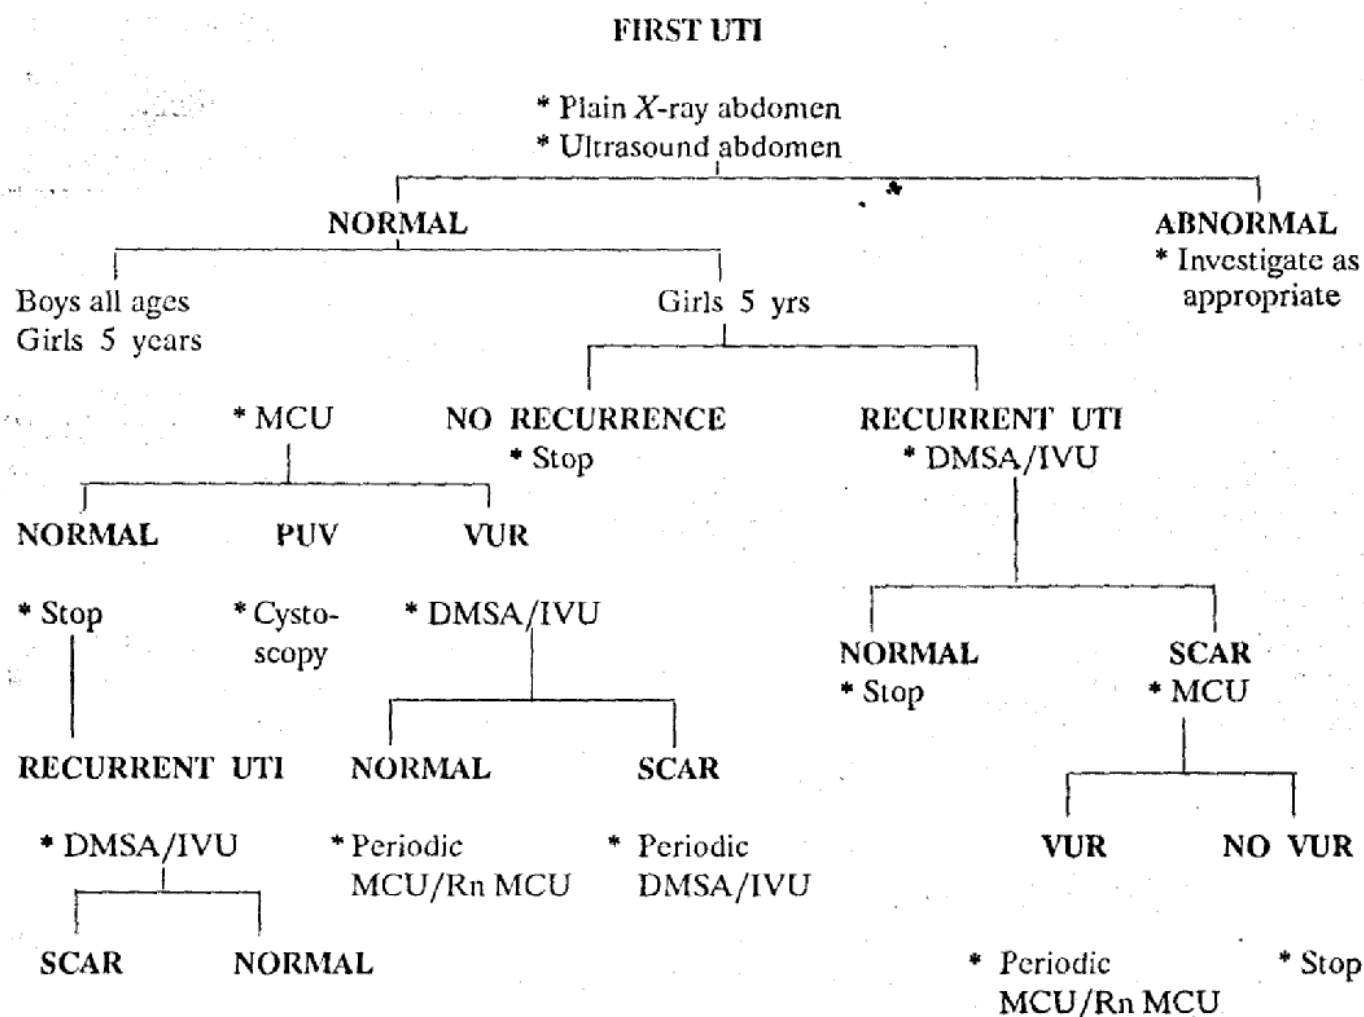 FIRST UTI
* Plain X-ray abdomen
* Ultrasound abdomen
NORMAL
ABNORMAL
* Investigate as
appropriate
Boys all ages
Girls 5 years
Girls 5 yrs
* MCU
NO RECURRENCE
* Stop
RECURRENT UTI
* DMSA/IVU
NORMAL
PUV
VUR
* Stop
* Cysto-
scopy
* DMSA/IVU
NORMAL
* Stop
SCAR
* MCU
RECURRENT UTI
NORMAL
SCAR
* DMSA/IVU
* Periodic
MCU/Rn MCU
* Periodic
DMSA/IVU
VUR
NO VUR
SCAR
NORMAL
* Periodic
MCU/Rn MCU
* Stop